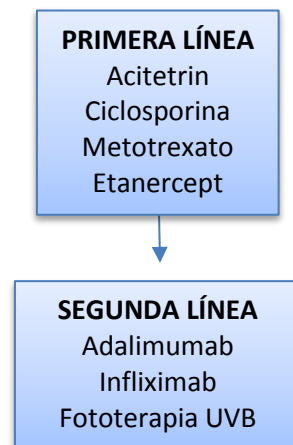 PRIMERA LÍNEA
Acitetrin
Ciclosporina
Metotrexato
Etanercept
SEGUNDA LÍNEA
Adalimumab
Infliximab
Fototerapia UVB